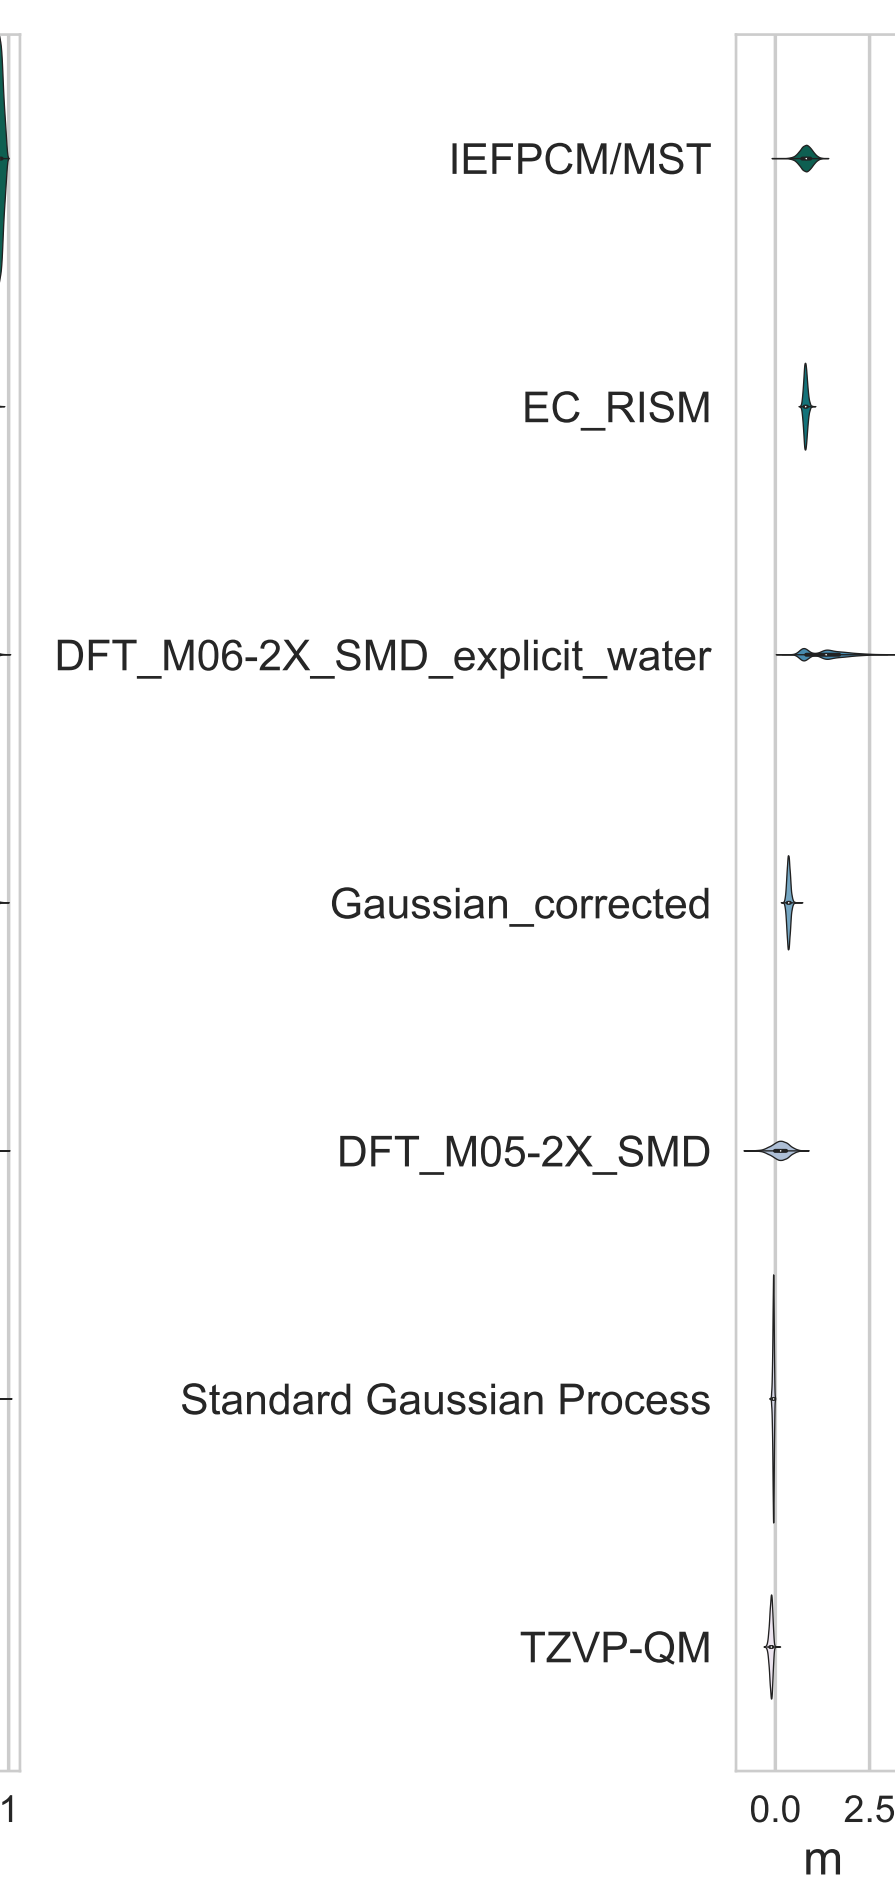 IEFPCM/MST
EC_RISM
DFT_M06-2X_SMD_explicit_water
Gaussian_corrected
DFT_M05-2X_SMD
Standard Gaussian Process
TZVP-QM
1
0.0 2.5
m